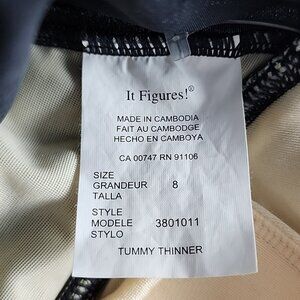 It Figures!®
MADE IN CAMBODIA
FAIT AU CAMBODGE
HECHO EN CAMBOYA
CA 00747 RN 91106
SIZE
GRANDEUR 8
TALLA
STYLE
MODELE 3801011
STYLO
TUMMY THINNER